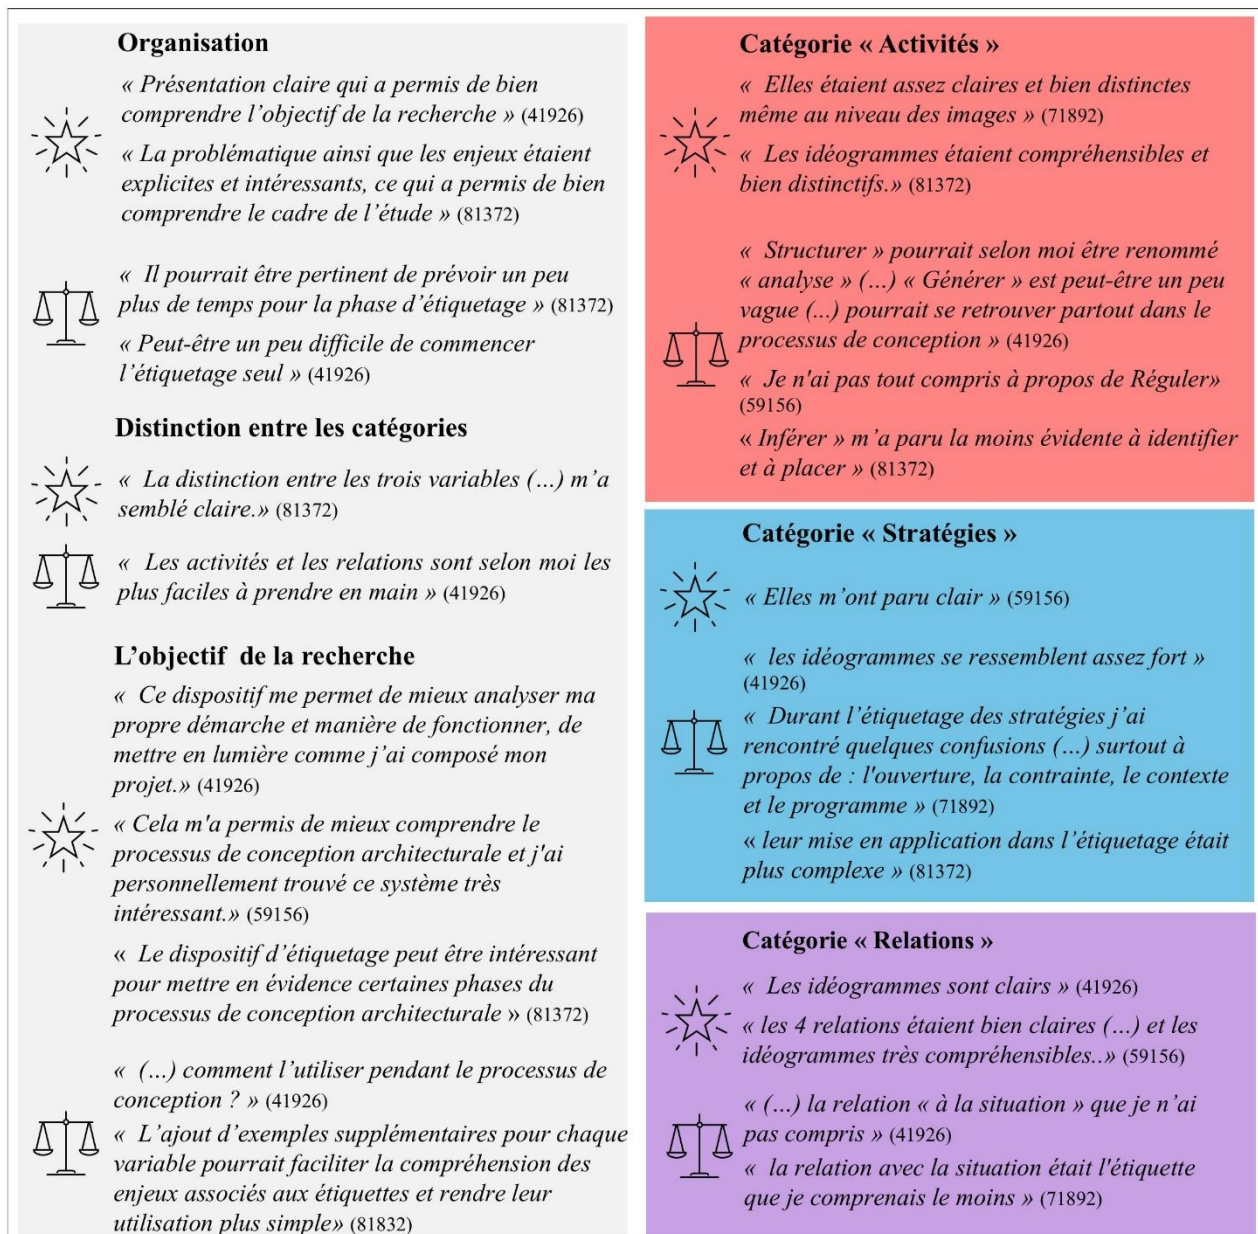 Organisation
« Présentation claire qui a permis de bien
comprendre l’objectif de la recherche » (41926)
« La problématique ainsi que les enjeux étaient
explicites et intéressants, ce qui a permis de bien
comprendre le cadre de l’étude » (81372)
« Il pourrait être pertinent de prévoir un peu
plus de temps pour la phase d’étiquetage » (81372)
« Peut-être un peu difficile de commencer
l’étiquetage seul » (41926)
Distinction entre les catégories
« La distinction entre les trois variables (…) m’a
semblé claire.» (81372)
« Les activités et les relations sont selon moi les
plus faciles à prendre en main » (41926)
L’objectif de la recherche
« Ce dispositif me permet de mieux analyser ma
propre démarche et manière de fonctionner, de
mettre en lumière comme j’ai composé mon
projet.» (41926)
« Cela m'a permis de mieux comprendre le
processus de conception architecturale et j'ai
personnellement trouvé ce système très
intéressant.» (59156)
« Le dispositif d’étiquetage peut être intéressant
pour mettre en évidence certaines phases du
processus de conception architecturale » (81372)
« (…) comment l’utiliser pendant le processus de
conception ? » (41926)
« L’ajout d’exemples supplémentaires pour chaque
variable pourrait faciliter la compréhension des
enjeux associés aux étiquettes et rendre leur
utilisation plus simple» (81832)
Catégorie « Activités »
« Elles étaient assez claires et bien distinctes
même au niveau des images » (71892)
« Les idéogrammes étaient compréhensibles et
bien distinctifs.» (81372)
« Structurer » pourrait selon moi être renommé
« analyse » (…) « Générer » est peut-être un peu
vague (...) pourrait se retrouver partout dans le
processus de conception » (41926)
« Je n'ai pas tout compris à propos de Réguler»
(59156)
« Inférer » m’a paru la moins évidente à identifier
et à placer » (81372)
Catégorie « Stratégies »
« Elles m’ont paru clair » (59156)
« les idéogrammes se ressemblent assez fort »
(41926)
« Durant l’étiquetage des stratégies j’ai
rencontré quelques confusions (…) surtout à
propos de : l'ouverture, la contrainte, le contexte
et le programme » (71892)
« leur mise en application dans l’étiquetage était
plus complexe » (81372)
Catégorie « Relations »
« Les idéogrammes sont clairs » (41926)
« les 4 relations étaient bien claires (…) et les
idéogrammes très compréhensibles..» (59156)
« (…) la relation « à la situation » que je n’ai
pas compris » (41926)
« la relation avec la situation était l'étiquette
que je comprenais le moins » (71892)